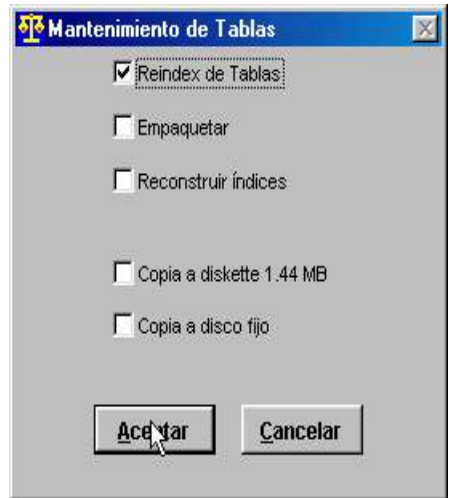 Mantenimiento de Tablas
Reindex de Tablas
Empaquetar
Reconstruir índices
Copia a diskette 1.44 MB
Copia a disco fijo
Aceptar Cancelar